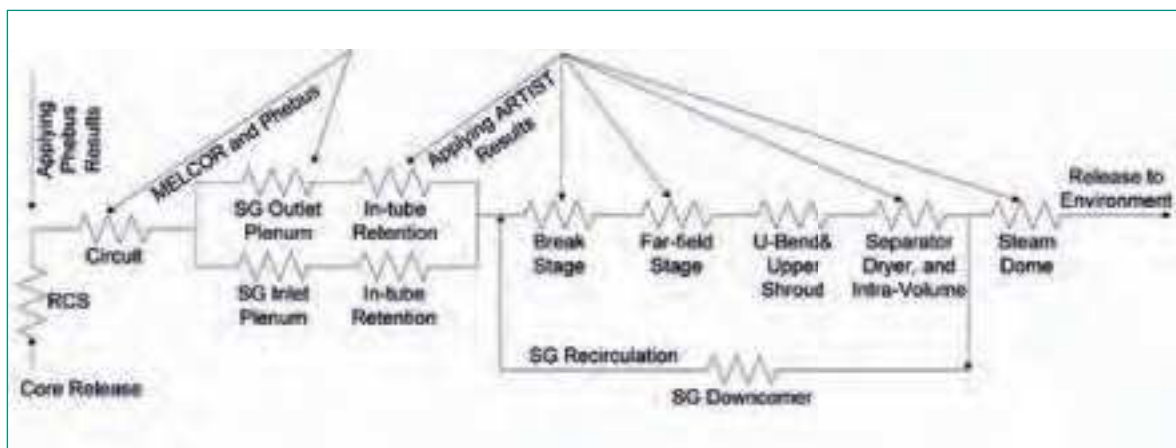 Applying
Phebus
Results
MELCOR and Phebus
Applying ARTIST
Results
SG Outlet
Plenum
In-tube
Retention
Circuit
RCS
Core Release
SG Inlet
Plenum
In-tube
Retention
Break
Stage
Far-field
Stage
U-Bend&
Upper
Shroud
Separator
Dryer, and
Intra-Volume
Steam
Dome
Release to
Environment
SG Recirculation
SG Downcomer